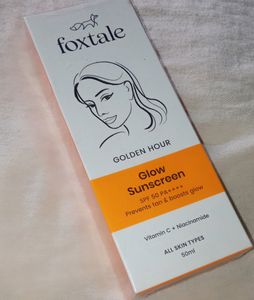 foxtale
GOLDEN HOUR
Glow
Sunscreen
SPF 50 PA++++
Prevents tan & boosts glow
Vitamin C + Niacinamide
ALL SKIN TYPES
50ml